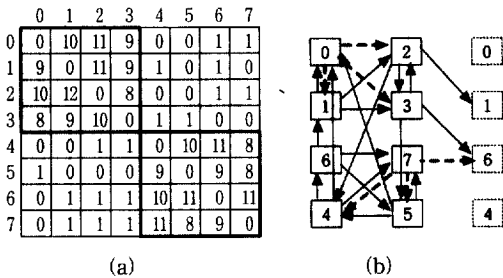 0 1 2 3 4 5 6 7
0 0 10 11 9 0 0 1 1
1 9 0 11 9 1 0 1 0
2 10 12 0 8 0 0 1 1
3 8 9 10 0 1 1 0 0
4 0 0 1 1 0 10 11 8
5 1 0 0 0 9 0 9 8
6 0 1 1 1 10 11 0 11
7 0 1 1 1 11 8 9 0
(a)
0 2 0
1 3 1
6 7 6
4 5 4
(b)